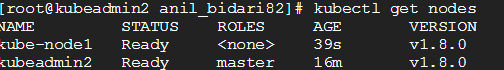 [root@kubeadmin2 anil_bidari82]# kubectl get nodes
NAME STATUS ROLES AGE VERSION
kube-node1 Ready <none> 39s v1.8.0
kubeadmin2 Ready master 16m v1.8.0